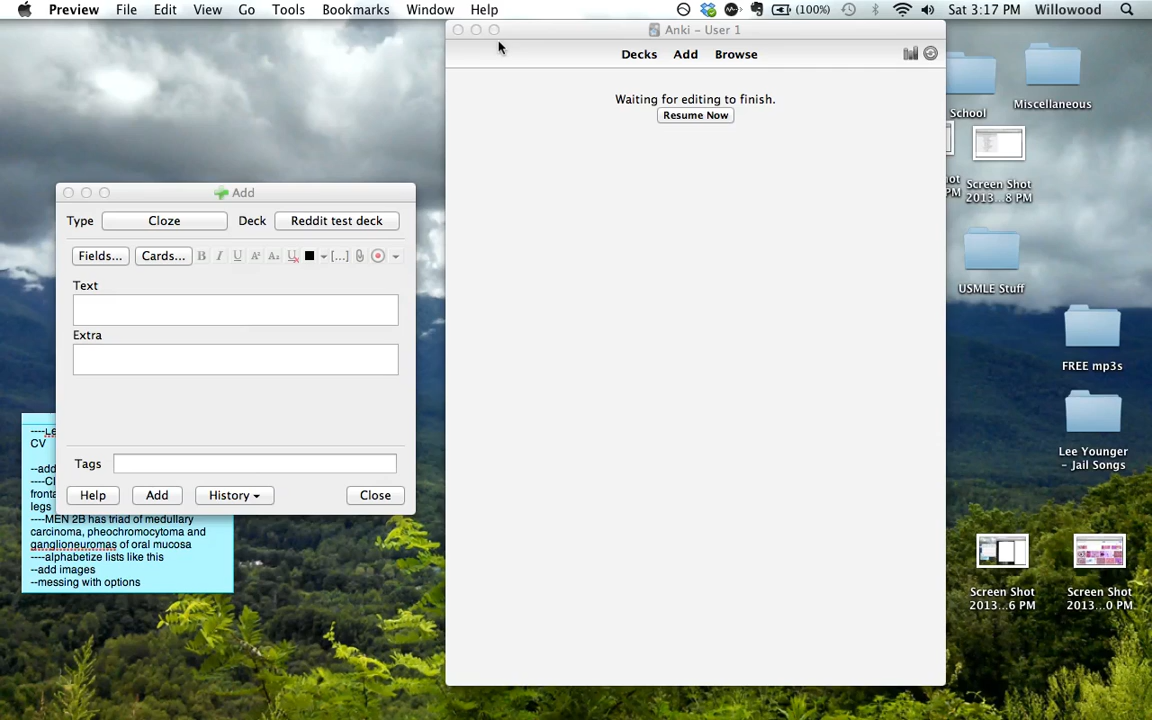 Preview File Edit View Go Tools Bookmarks Window Help (100%) Sat 3:17 PM Willowood
Anki – User 1
Decks Add Browse
Waiting for editing to finish.
Resume Now
School
Miscellaneous
PM
Screen Shot
2013...8 PM
USMLE Stuff
FREE mp3s
Lee Younger
– Jail Songs
Screen Shot
2013...6 PM
Screen Shot
2013...0 PM
Add
Type Cloze Deck Reddit test deck
Fields... Cards... B I U A² A₂ U [...]
Text
Extra
Tags
Help Add History Close
CV
--add
fronta
legs
----MEN 2B has triad of medullary
carcinoma, pheochromocytoma and
ganglioneuromas of oral mucosa
----alphabetize lists like this
--add images
--messing with options